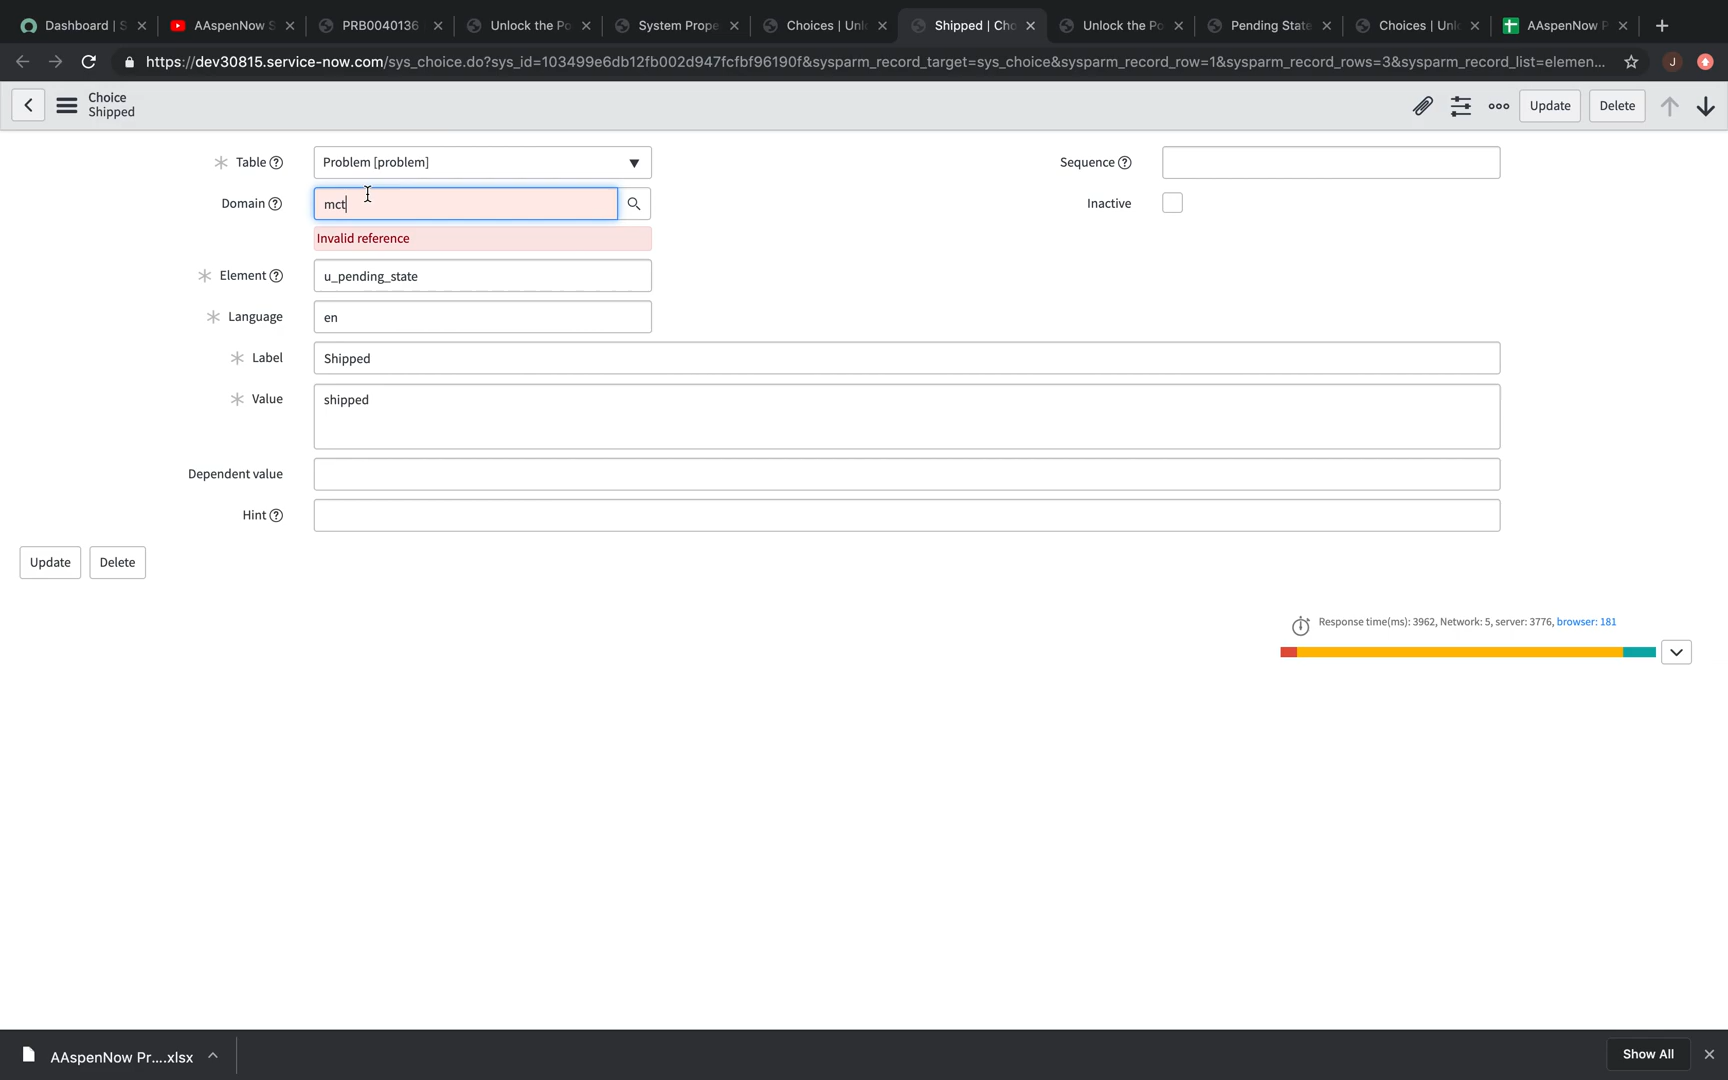 Dashboard | S
AAspenNow S
PRB0040136
Unlock the Po
System Prope
Choices | Unl
Shipped | Cho
Unlock the Po
Pending State
Choices | Unl
AAspenNow P
https://dev30815.service-now.com/sys_choice.do?sys_id=103499e6db12fb002d947fcfbf96190f&sysparm_record_target=sys_choice&sysparm_record_row=1&sysparm_record_rows=3&sysparm_record_list=elemen...
J
Choice
Shipped
Update
Delete
Table
Problem [problem]
Sequence
Domain
mct
Inactive
Invalid reference
Element
u_pending_state
Language
en
Label
Shipped
Value
shipped
Dependent value
Hint
Update
Delete
Response time(ms): 3962, Network: 5, server: 3776, browser: 181
AAspenNow Pr....xlsx
Show All